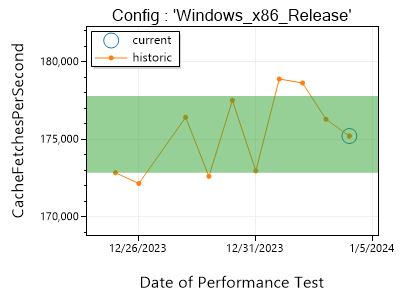 Config : 'Windows_x86_Release'
current
historic
CacheFetchesPerSecond
180,000
175,000
170,000
12/26/2023
12/31/2023
1/5/2024
Date of Performance Test